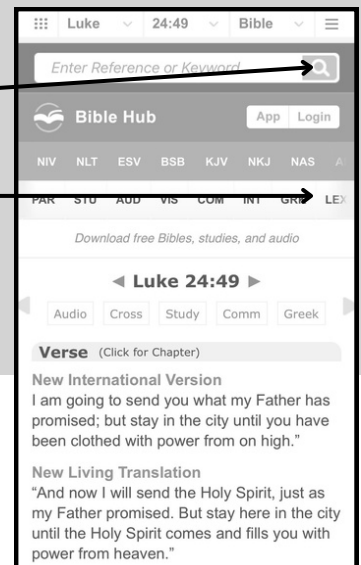 Luke 24:49 Bible
Enter Reference or Keyword
Bible Hub App Login
NIV NLT ESV BSB KJV NKJ NAS
PAR STU AUD VIS COM INT GRK LEX
Download free Bibles, studies, and audio
◄ Luke 24:49 ►
Audio Cross Study Comm Greek
Verse (Click for Chapter)
New International Version
I am going to send you what my Father has
promised; but stay in the city until you have
been clothed with power from on high.”
New Living Translation
“And now I will send the Holy Spirit, just as
my Father promised. But stay here in the city
until the Holy Spirit comes and fills you with
power from heaven.”